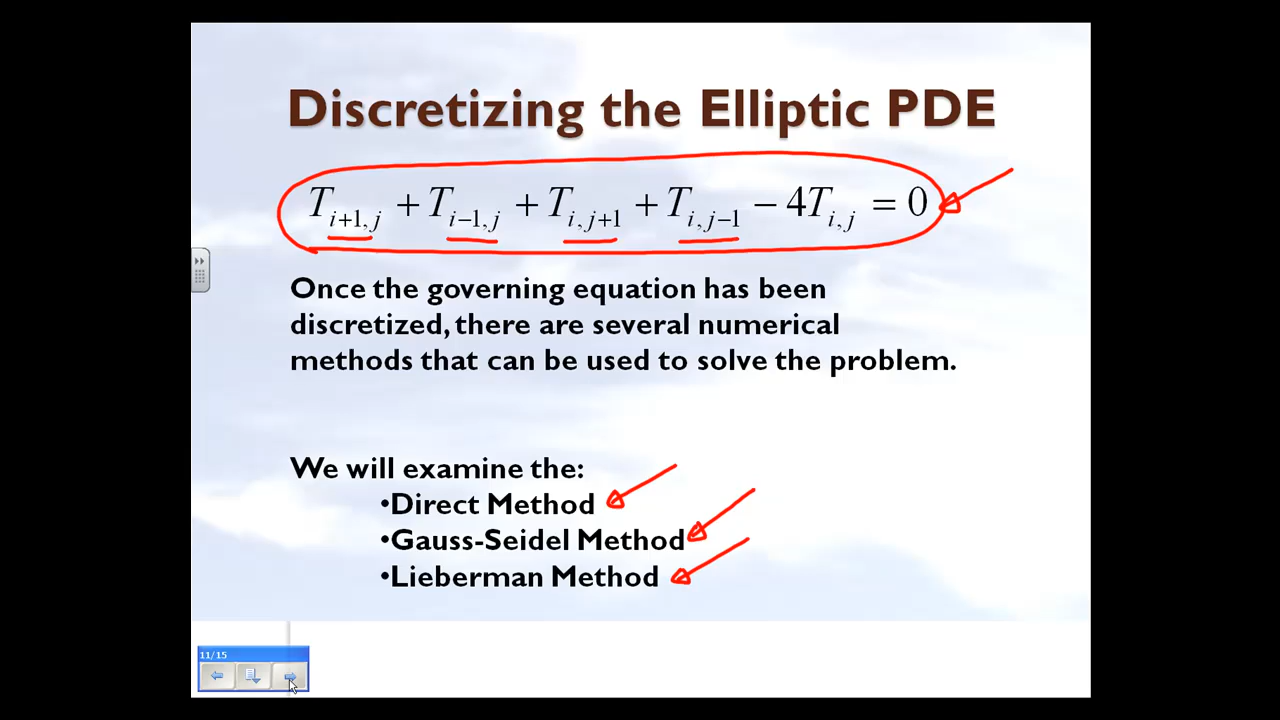 Discretizing the Elliptic PDE
T_{i+1,j} + T_{i−1,j} + T_{i,j+1} + T_{i,j−1} − 4T_{i,j} = 0
Once the governing equation has been
discretized, there are several numerical
methods that can be used to solve the problem.
We will examine the:
•Direct Method
•Gauss-Seidel Method
•Lieberman Method
11/15